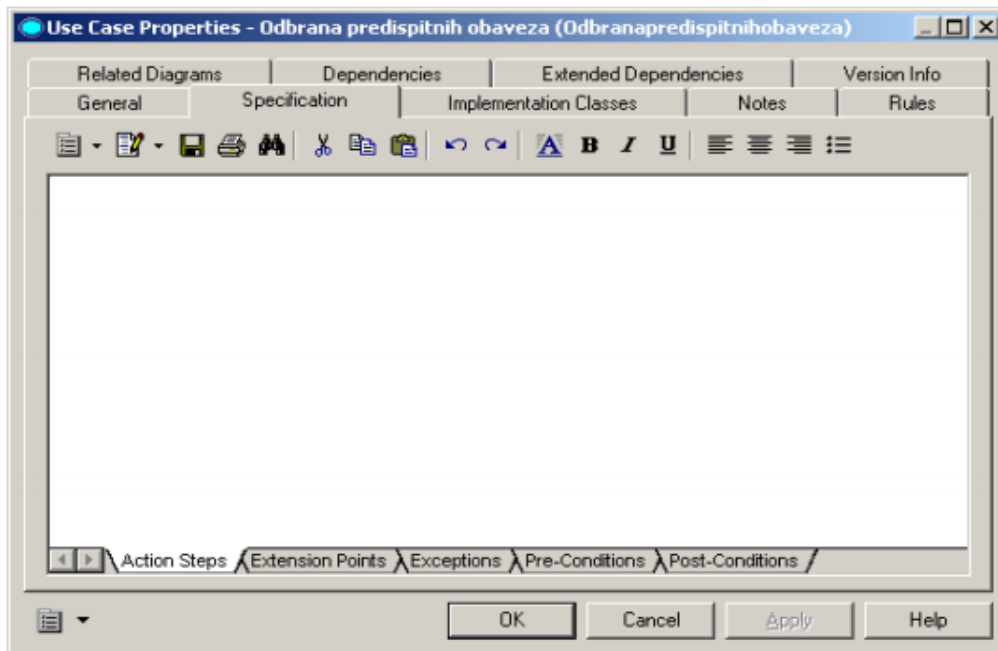 Use Case Properties - Odbrana predispitnih obaveza (Odbranapredispitnihobaveza)
Related Diagrams Dependencies Extended Dependencies Version Info
General Specification Implementation Classes Notes Rules
A B I U
Action Steps Extension Points Exceptions Pre-Conditions Post-Conditions
OK Cancel Apply Help